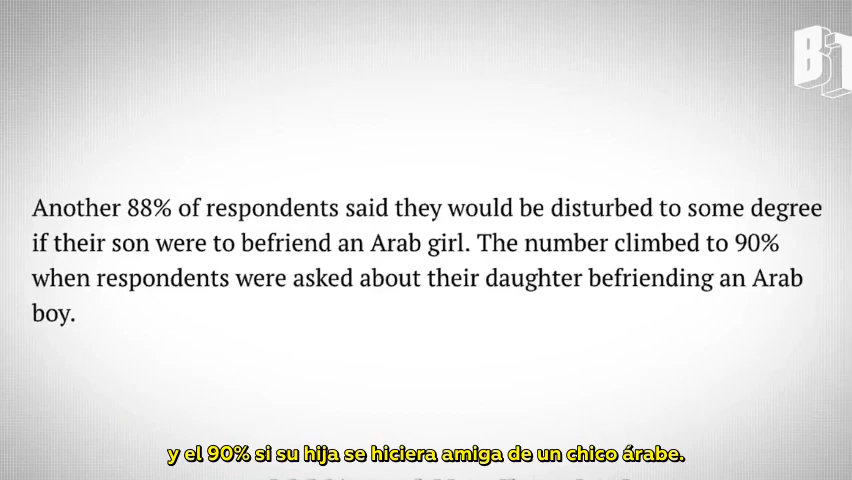 BT
Another 88% of respondents said they would be disturbed to some degree
if their son were to befriend an Arab girl. The number climbed to 90%
when respondents were asked about their daughter befriending an Arab
boy.
y el 90% si su hija se hiciera amiga de un chico árabe.